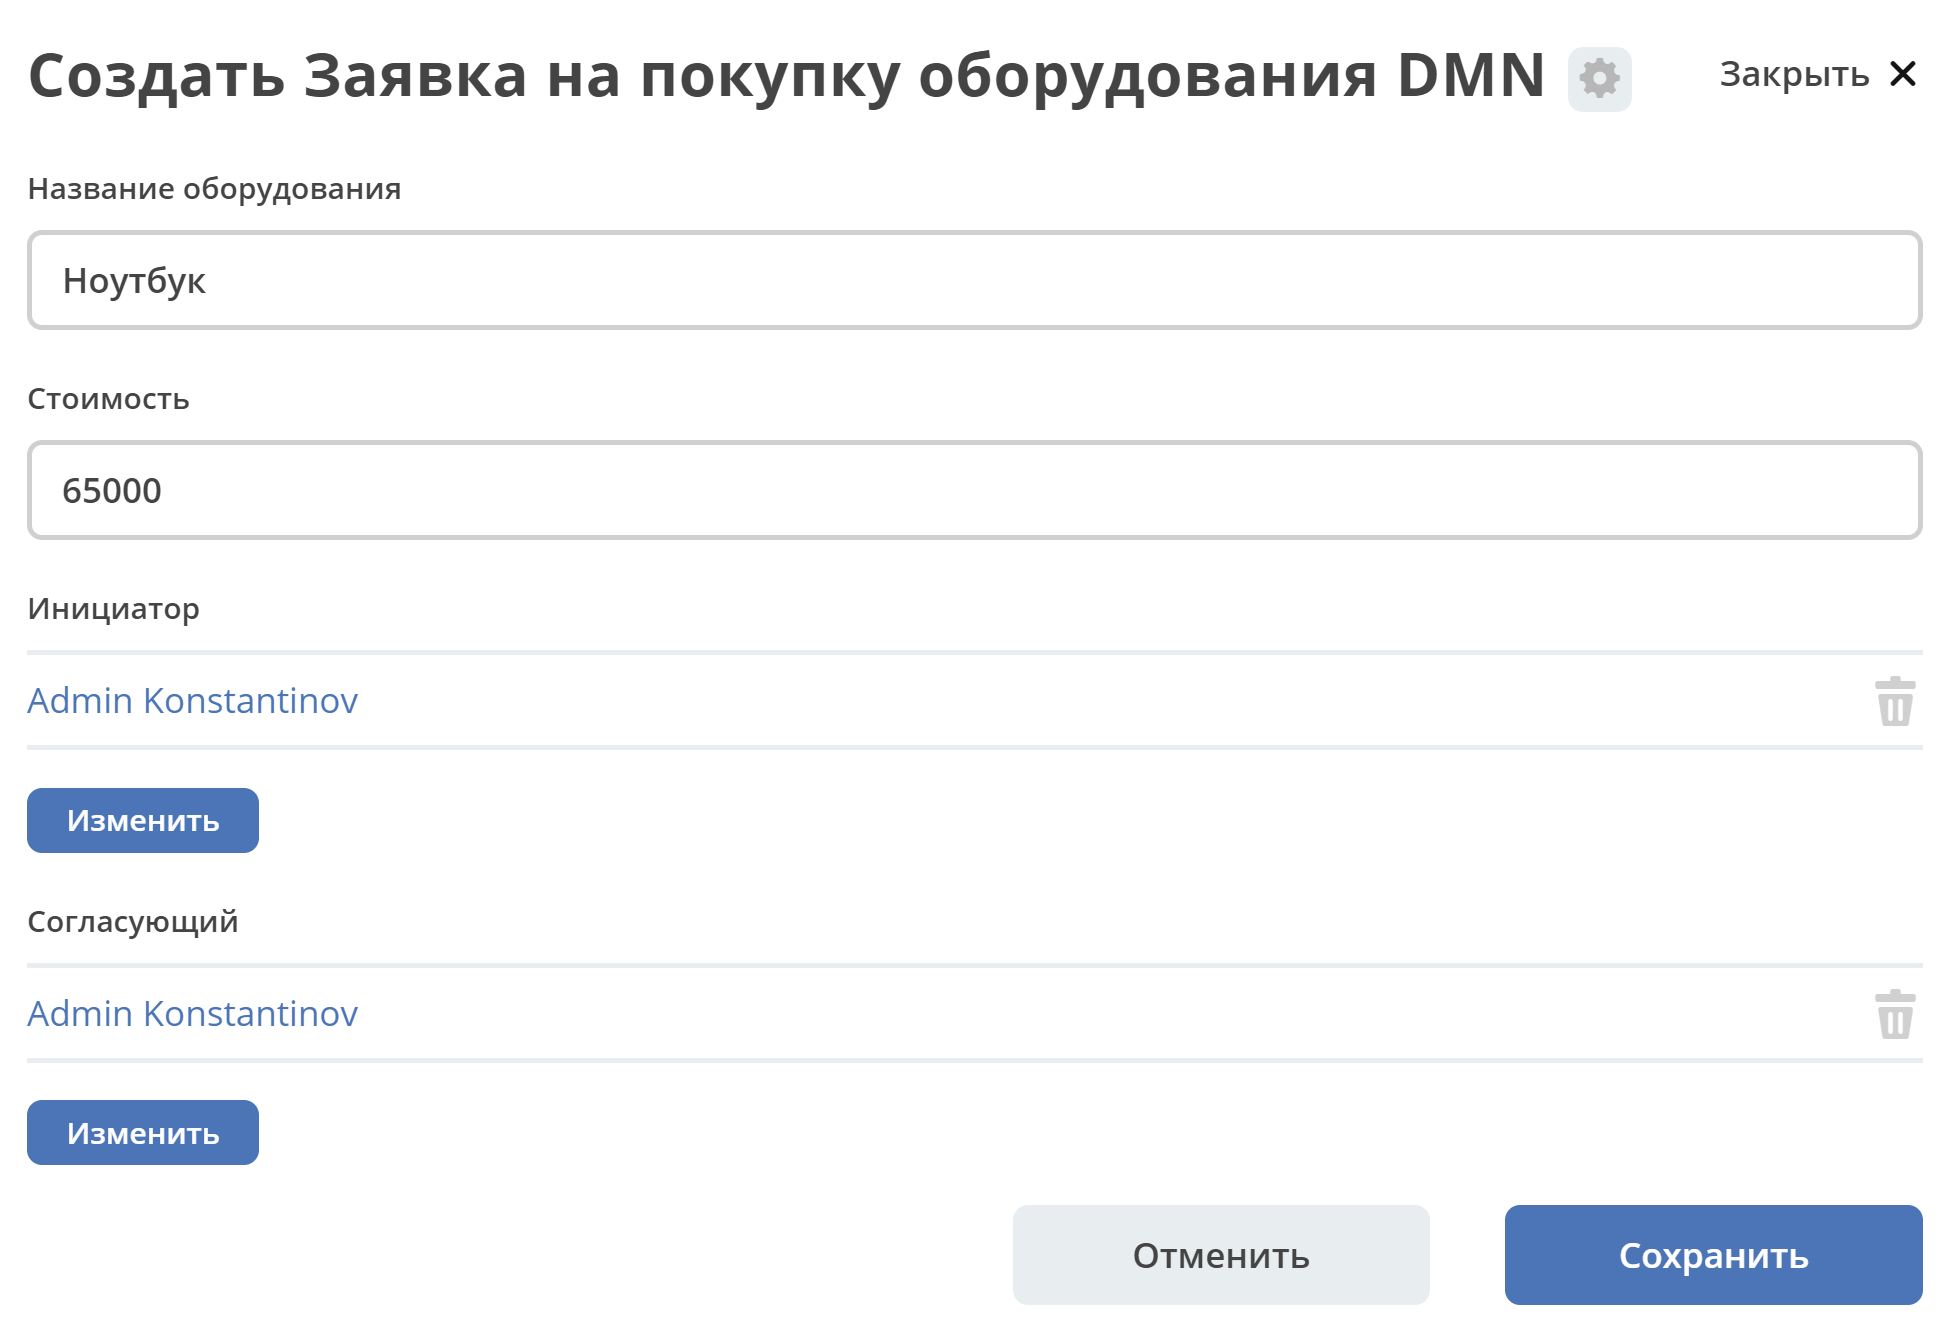 Создать Заявка на покупку оборудования DMN
Закрыть
Название оборудования
Ноутбук
Стоимость
65000
Инициатор
Admin Konstantinov
Изменить
Согласующий
Admin Konstantinov
Изменить
Отменить
Сохранить